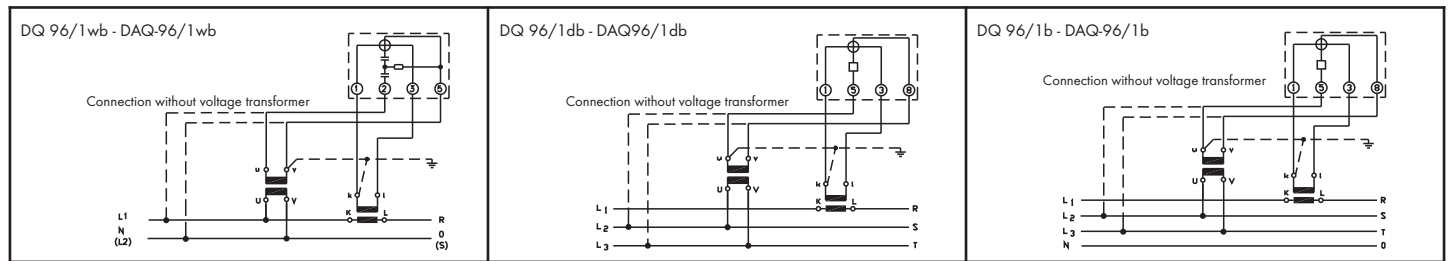 DQ 96/1wb - DAQ-96/1wb
1 2 3 5
Connection without voltage transformer
u v
k l
U V
K L
L1 R
N O
(L2) (S)
DQ 96/1db - DAQ96/1db
1 5 3 8
Connection without voltage transformer
u v
k l
U V
K L
L1 R
L2 S
L3 T
DQ 96/1b - DAQ-96/1b
1 5 3 8
Connection without voltage transformer
u v
k l
U V
K L
L1 R
L2 S
L3 T
N O